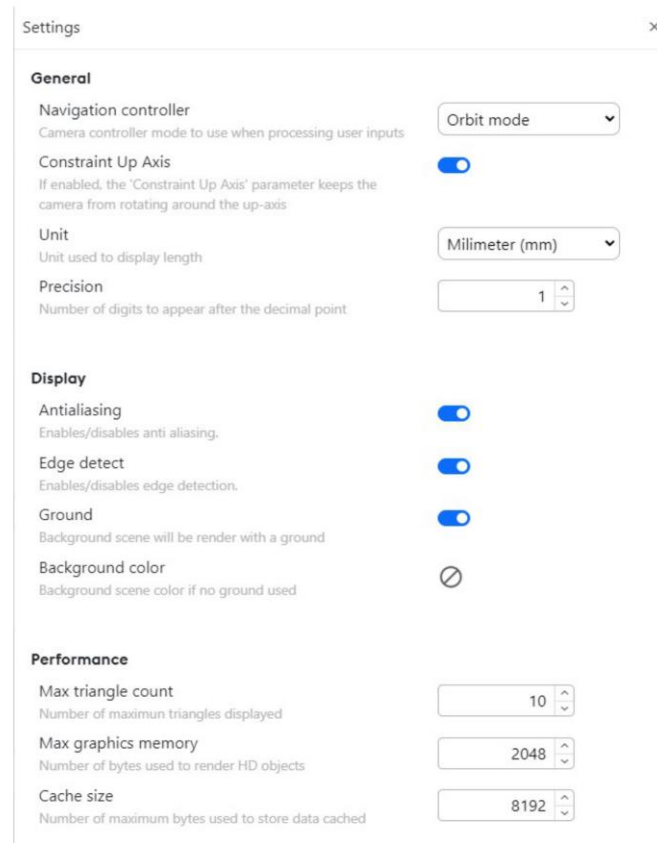 Settings ×
General
Navigation controller
Camera controller mode to use when processing user inputs
Orbit mode
Constraint Up Axis
If enabled, the 'Constraint Up Axis' parameter keeps the
camera from rotating around the up-axis
Unit
Unit used to display length
Milimeter (mm)
Precision
Number of digits to appear after the decimal point
1
Display
Antialiasing
Enables/disables anti aliasing.
Edge detect
Enables/disables edge detection.
Ground
Background scene will be render with a ground
Background color
Background scene color if no ground used
Performance
Max triangle count
Number of maximun triangles displayed
10
Max graphics memory
Number of bytes used to render HD objects
2048
Cache size
Number of maximum bytes used to store data cached
8192